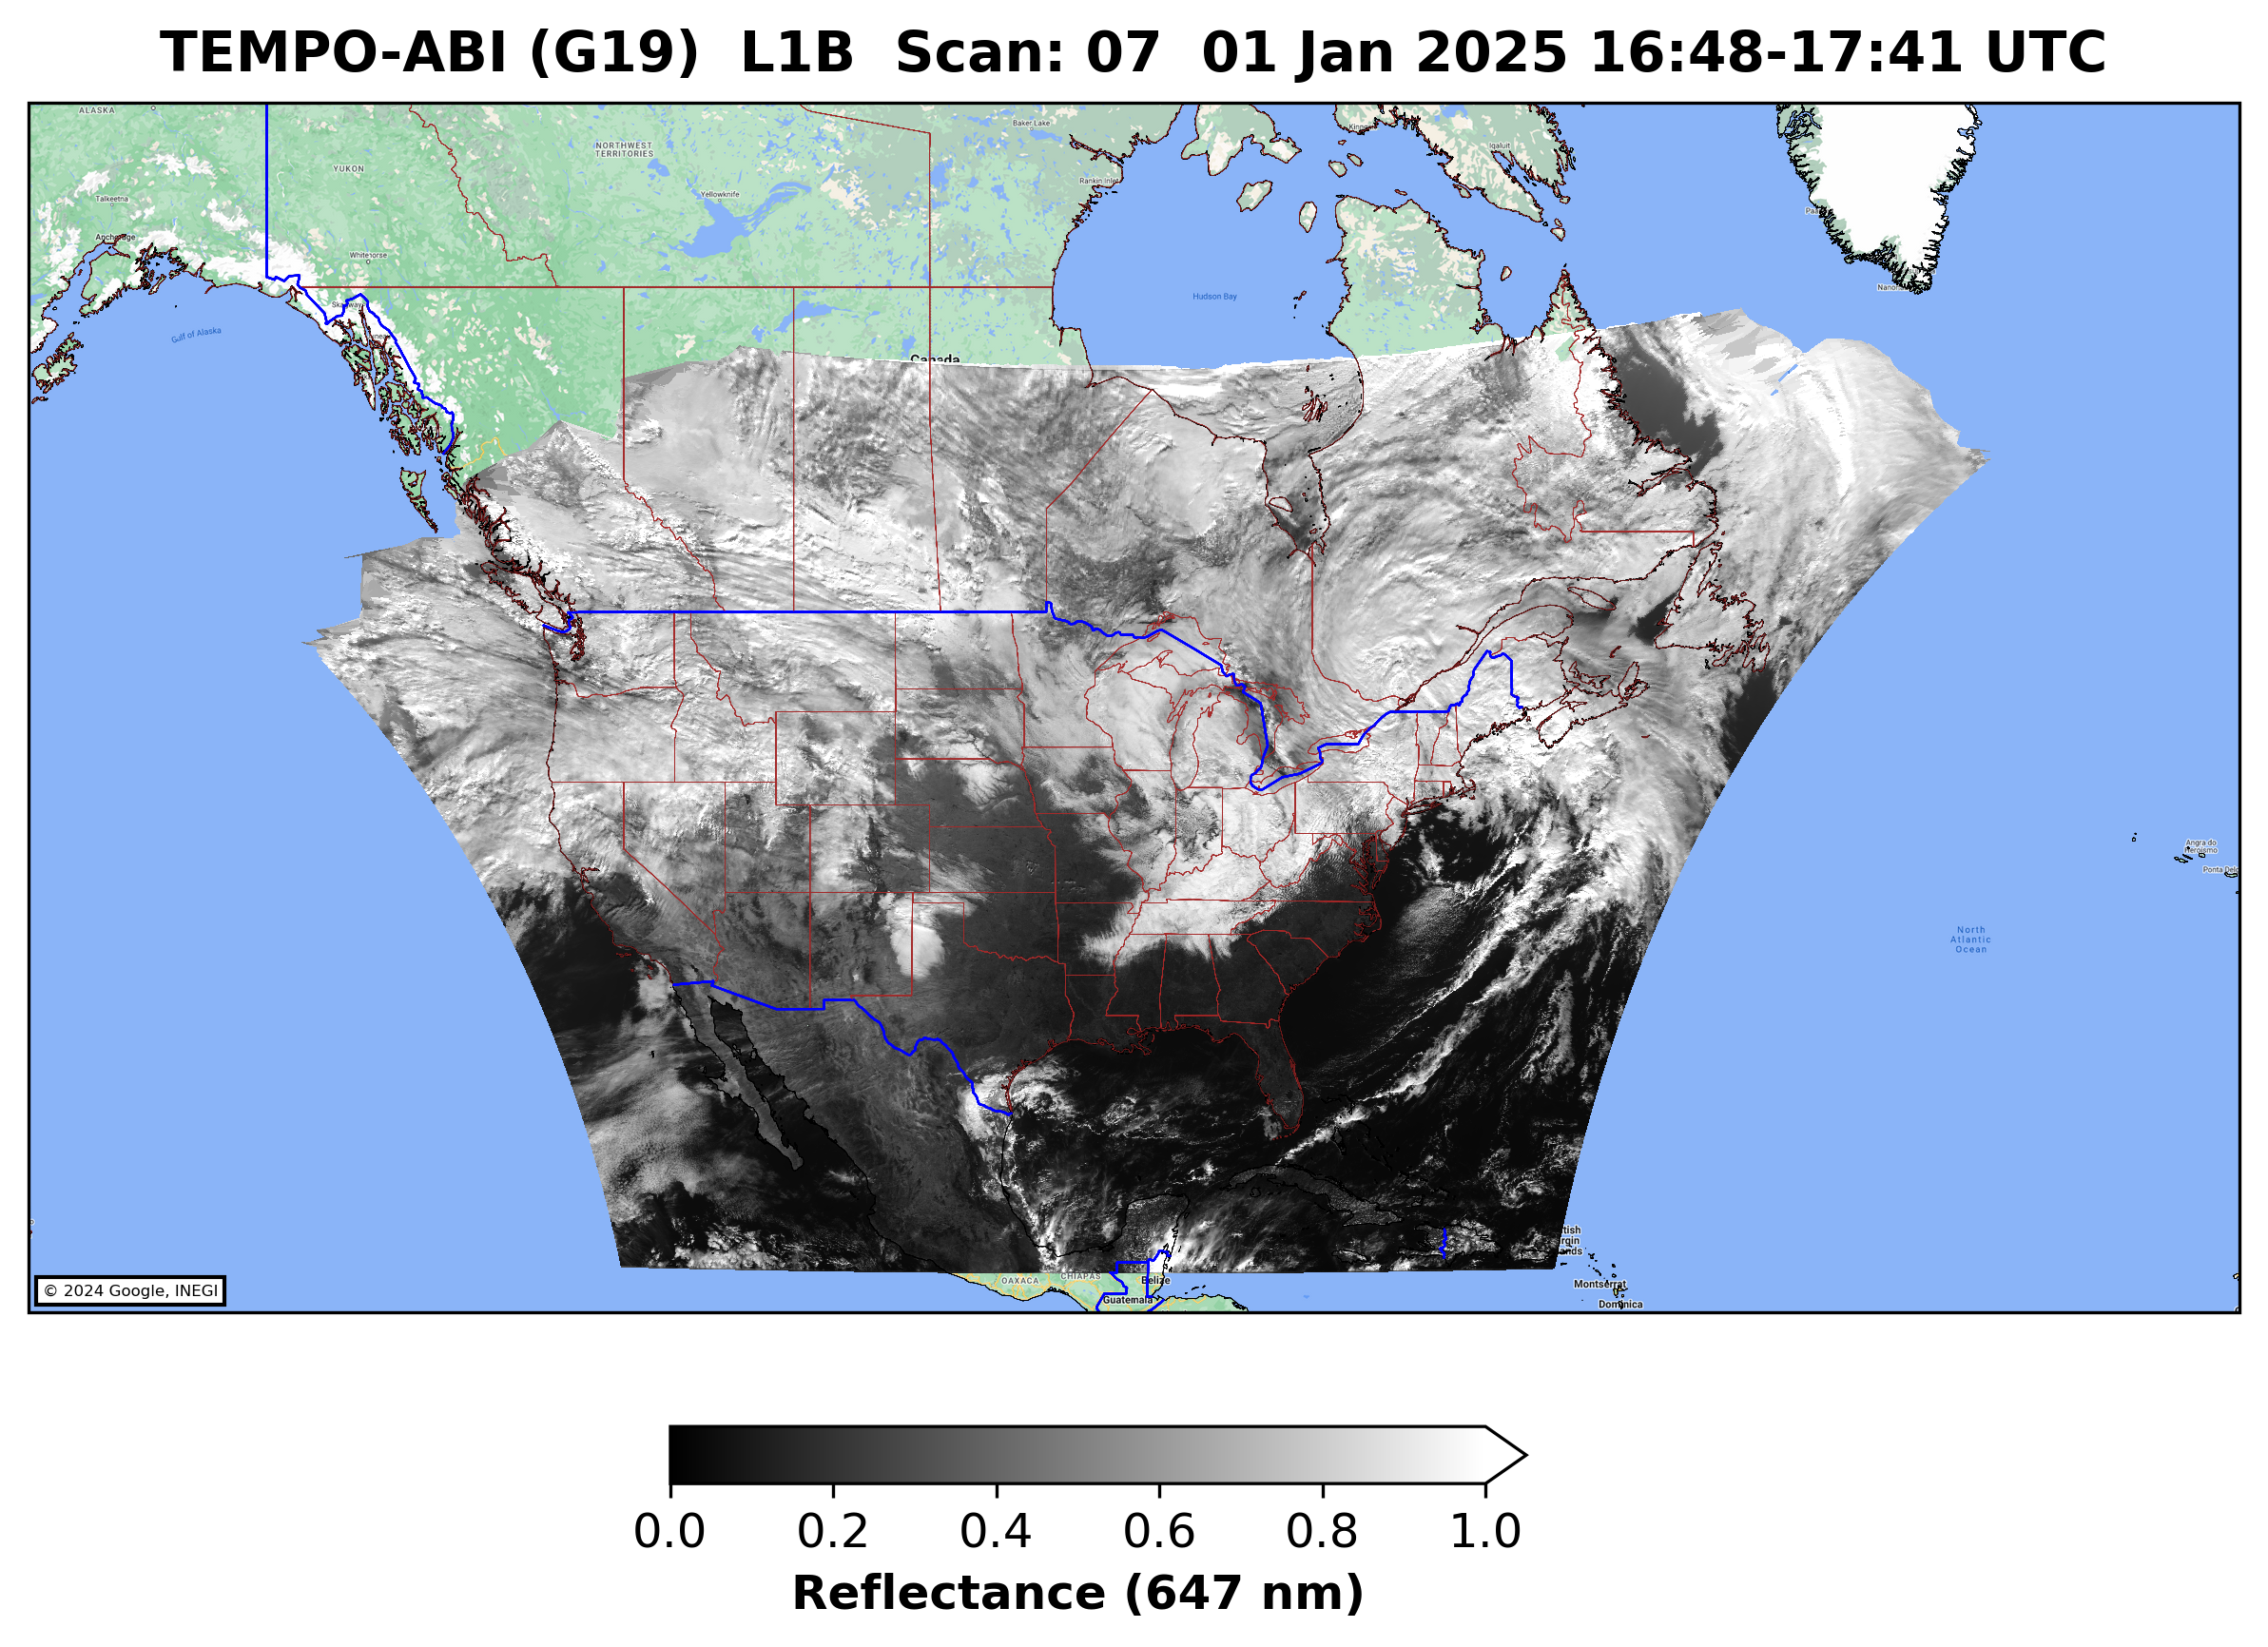 TEMPO-ABI (G19) L1B Scan: 07 01 Jan 2025 16:48-17:41 UTC
ALASKA
Baker Lake
NORTHWEST
TERRITORIES
Iqaluit
YUKON
Rankin Inlet
Talkeetna
Yellowknife
Anchorage
Whitehorse
Hudson Bay
Gulf of Alaska
Canada
Angra do
Heroismo
North
Atlantic
Ocean
OAXACA
CHIAPAS
Belize
Guatemala
Montserrat
Dominica
© 2024 Google, INEGI
0.0 0.2 0.4 0.6 0.8 1.0
Reflectance (647 nm)